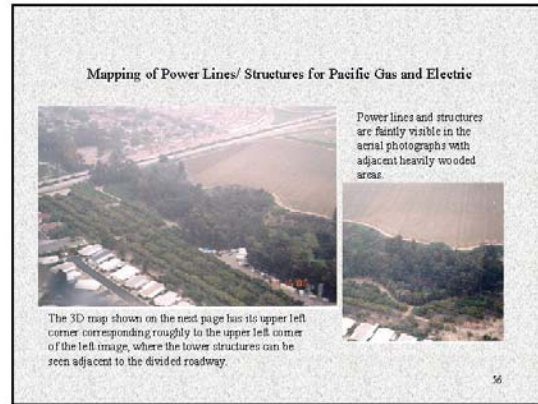 Mapping of Power Lines/ Structures for Pacific Gas and Electric
Power lines and structures
are faintly visible in the
aerial photographs with
adjacent heavily wooded
areas.
The 3D map shown on the next page has its upper left
corner corresponding roughly to the upper left corner
of the left image, where the tower structures can be
seen adjacent to the divided roadway.
56